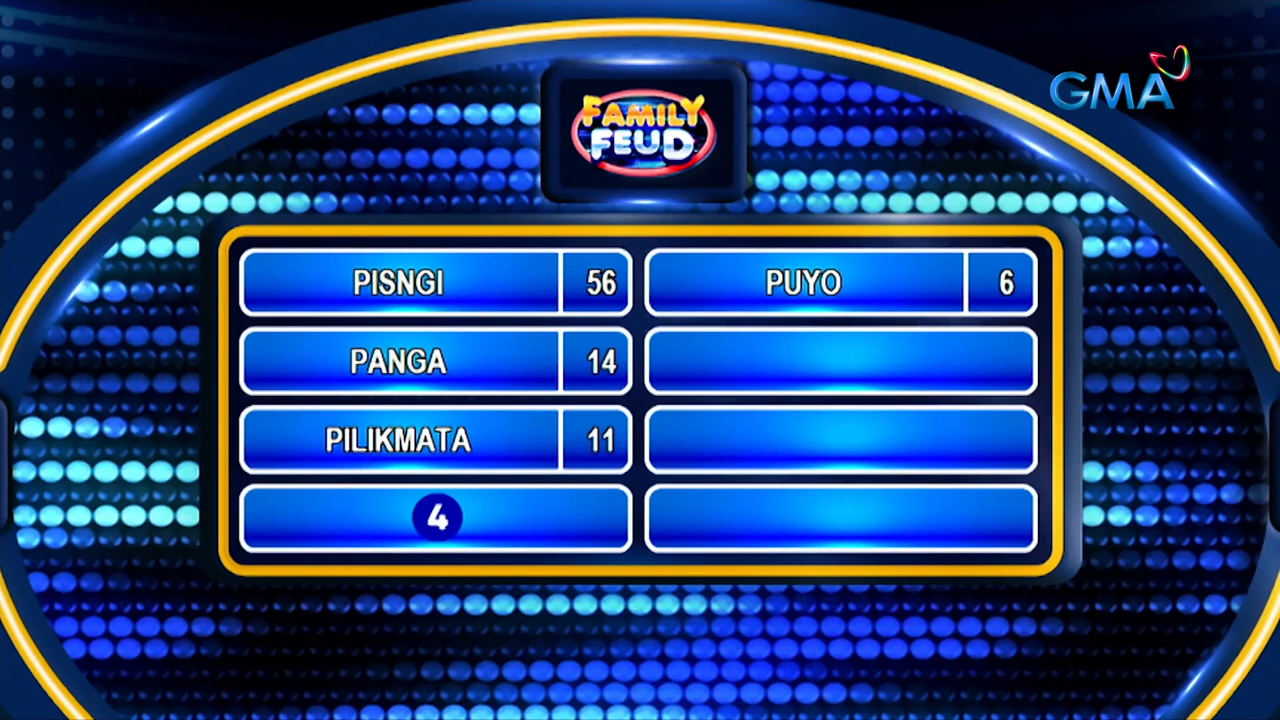 GMA
FAMILY
FEUD
PISNGI 56
PANGA 14
PILIKMATA 11
4
PUYO 6